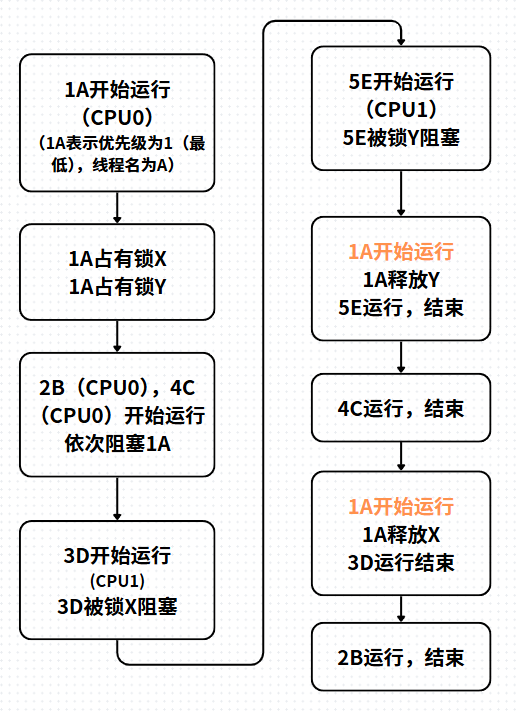 1A开始运行
（CPU0）
（1A表示优先级为1（最
低），线程名为A）
1A占有锁X
1A占有锁Y
2B（CPU0），4C
（CPU0）开始运行
依次阻塞1A
3D开始运行
(CPU1)
3D被锁X阻塞
5E开始运行
（CPU1）
5E被锁Y阻塞
1A开始运行
1A释放Y
5E运行，结束
4C运行，结束
1A开始运行
1A释放X
3D运行结束
2B运行，结束